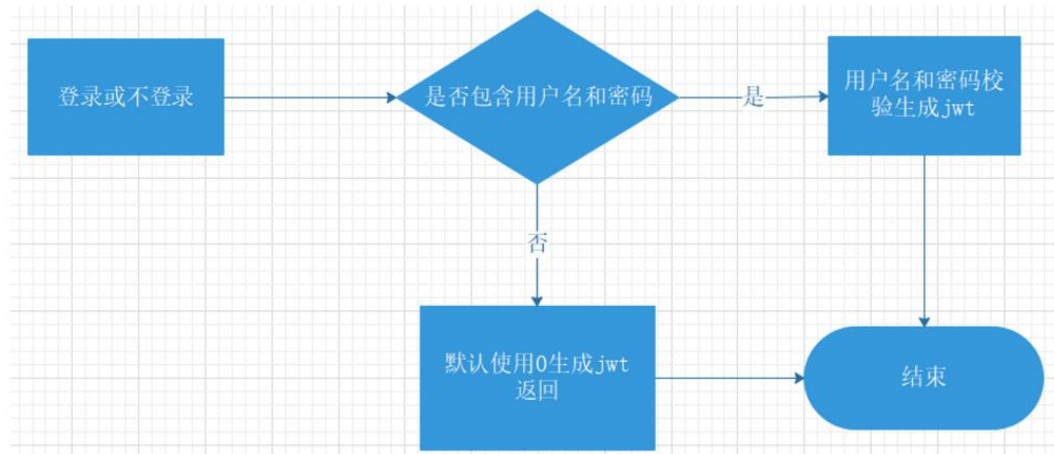 登录或不登录
是否包含用户名和密码
是
用户名和密码校
验生成jwt
否
默认使用0生成jwt
返回
结束